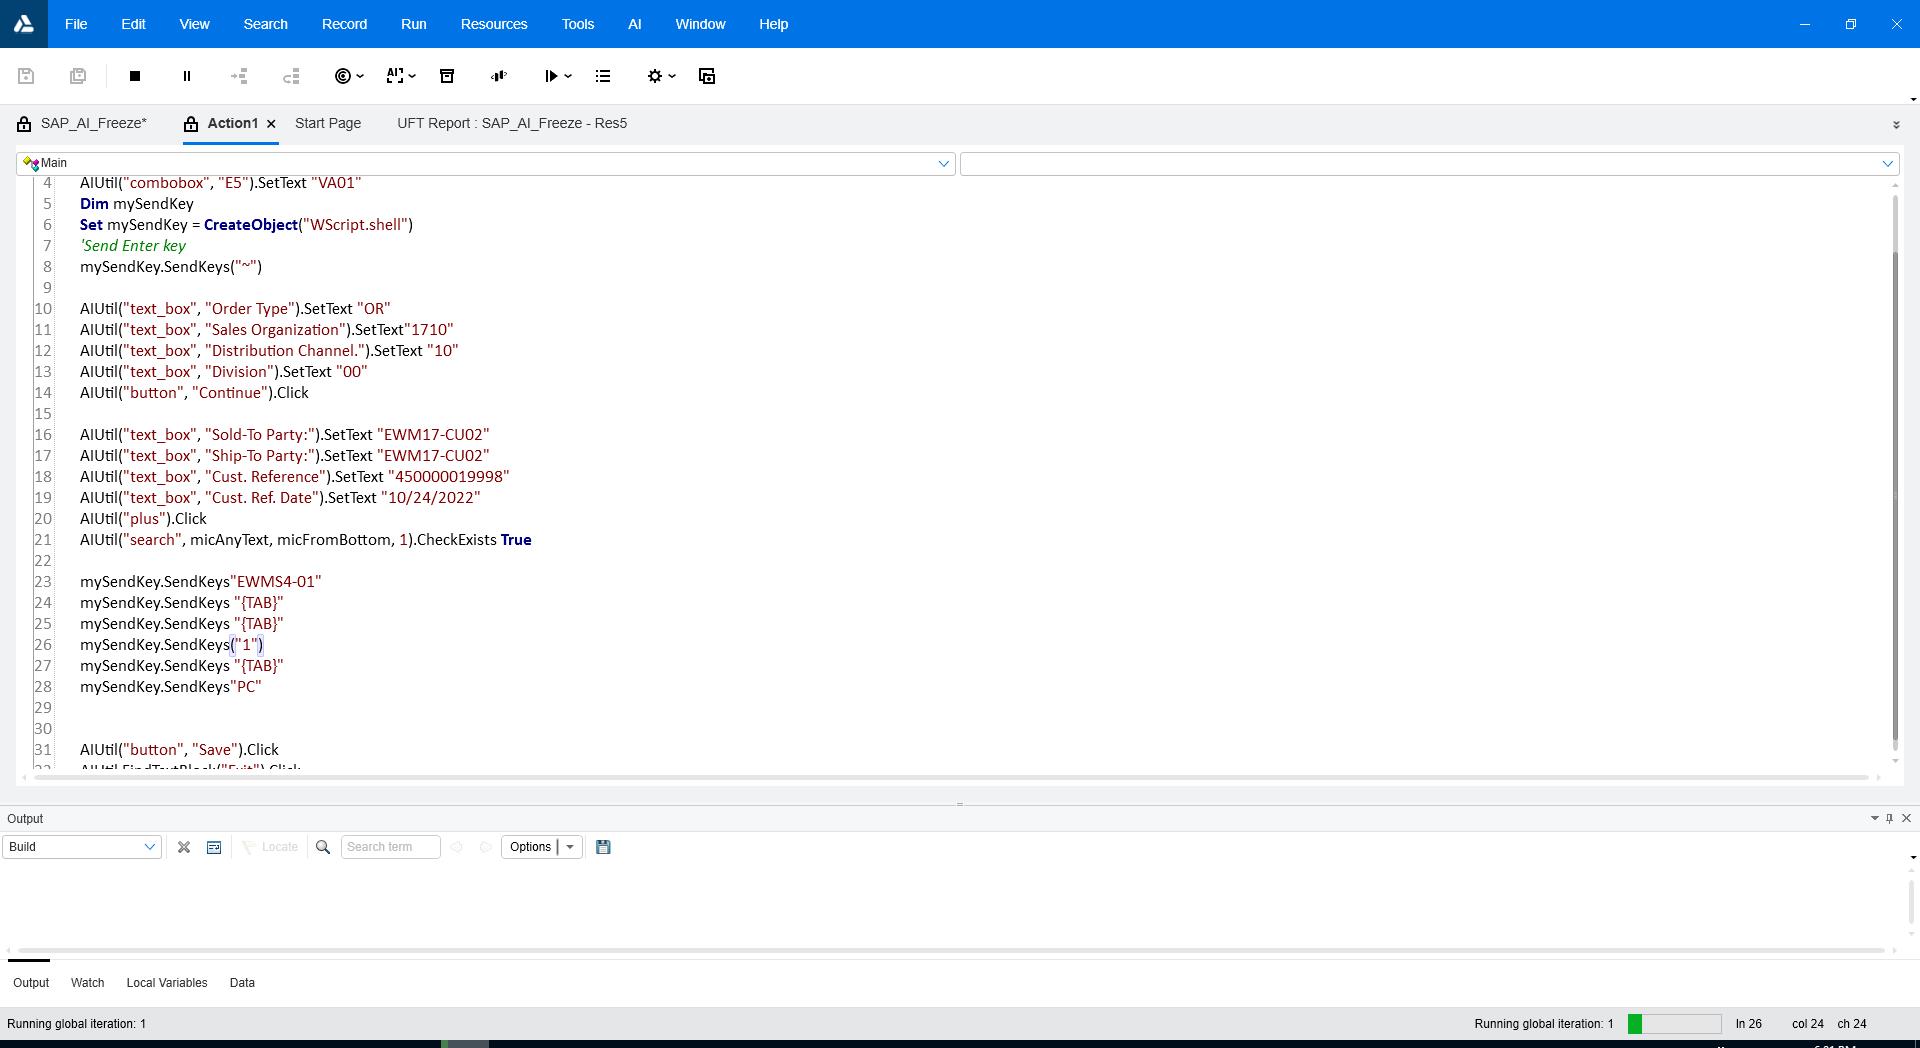 File Edit View Search Record Run Resources Tools AI Window Help
SAP_AI_Freeze* Action1 Start Page UFT Report : SAP_AI_Freeze - Res5
Main
4 AIUtil("combobox", "E5").SetText "VA01"
5 Dim mySendKey
6 Set mySendKey = CreateObject("WScript.shell")
7 'Send Enter key
8 mySendKey.SendKeys("~")
9
10 AIUtil("text_box", "Order Type").SetText "OR"
11 AIUtil("text_box", "Sales Organization").SetText"1710"
12 AIUtil("text_box", "Distribution Channel.").SetText "10"
13 AIUtil("text_box", "Division").SetText "00"
14 AIUtil("button", "Continue").Click
15
16 AIUtil("text_box", "Sold-To Party:").SetText "EWM17-CU02"
17 AIUtil("text_box", "Ship-To Party:").SetText "EWM17-CU02"
18 AIUtil("text_box", "Cust. Reference").SetText "450000019998"
19 AIUtil("text_box", "Cust. Ref. Date").SetText "10/24/2022"
20 AIUtil("plus").Click
21 AIUtil("search", micAnyText, micFromBottom, 1).CheckExists True
22
23 mySendKey.SendKeys"EWMS4-01"
24 mySendKey.SendKeys "{TAB}"
25 mySendKey.SendKeys "{TAB}"
26 mySendKey.SendKeys("1")
27 mySendKey.SendKeys "{TAB}"
28 mySendKey.SendKeys"PC"
29
30
31 AIUtil("button", "Save").Click
32 AIUtil.FindTextBlock("Exit").Click
Output
Build Locate Search term Options
Output Watch Local Variables Data
Running global iteration: 1 Running global iteration: 1 ln 26 col 24 ch 24